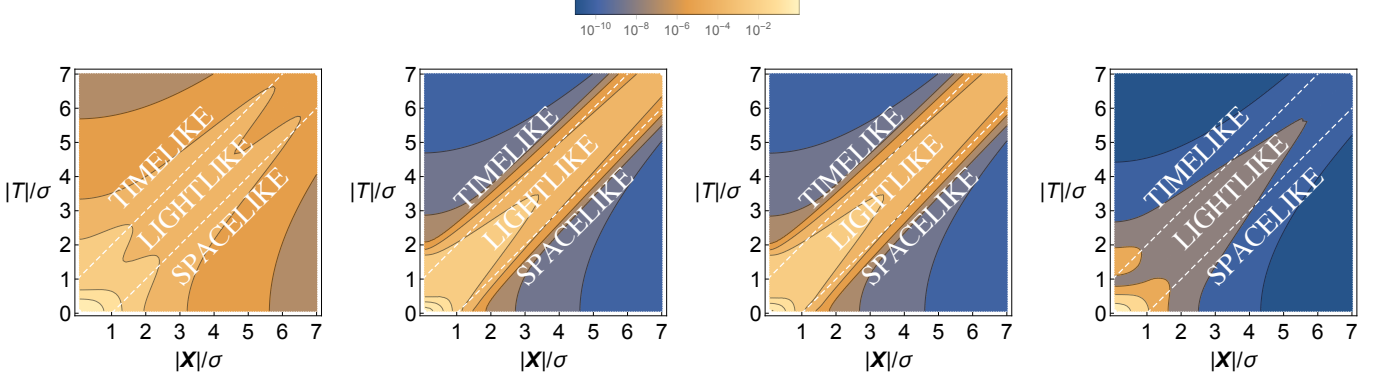 10⁻¹⁰ 10⁻⁸ 10⁻⁶ 10⁻⁴ 10⁻²
7 7 7 7
6 6 6 6
5 5 5 5
TIMELIKE TIMELIKE TIMELIKE TIMELIKE
4 4 4 4
|T|/σ |T|/σ |T|/σ |T|/σ
LIGHTLIKE LIGHTLIKE LIGHTLIKE LIGHTLIKE
3 3 3 3
SPACELIKE SPACELIKE SPACELIKE SPACELIKE
2 2 2 2
1 1 1 1
0 0 0 0
1 2 3 4 5 6 7 1 2 3 4 5 6 7 1 2 3 4 5 6 7 1 2 3 4 5 6 7
|X|/σ |X|/σ |X|/σ |X|/σ